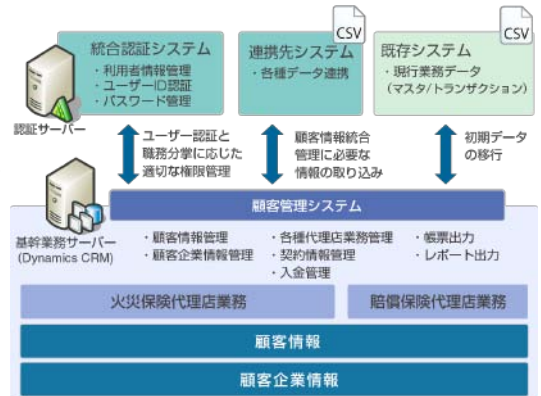 統合認証システム
・利用者情報管理
・ユーザーID認証
・パスワード管理
認証サーバー
連携先システム
・各種データ連携
CSV
既存システム
・現行業務データ
（マスタ/トランザクション）
CSV
ユーザー認証と
職務分掌に応じた
適切な権限管理
顧客情報統合
管理に必要な
情報の取り込み
初期データ
の移行
顧客管理システム
基幹業務サーバー
(Dynamics CRM)
・顧客情報管理
・顧客企業情報管理
・各種代理店業務管理
・契約情報管理
・入金管理
・帳票出力
・レポート出力
火災保険代理店業務
賠償保険代理店業務
顧客情報
顧客企業情報